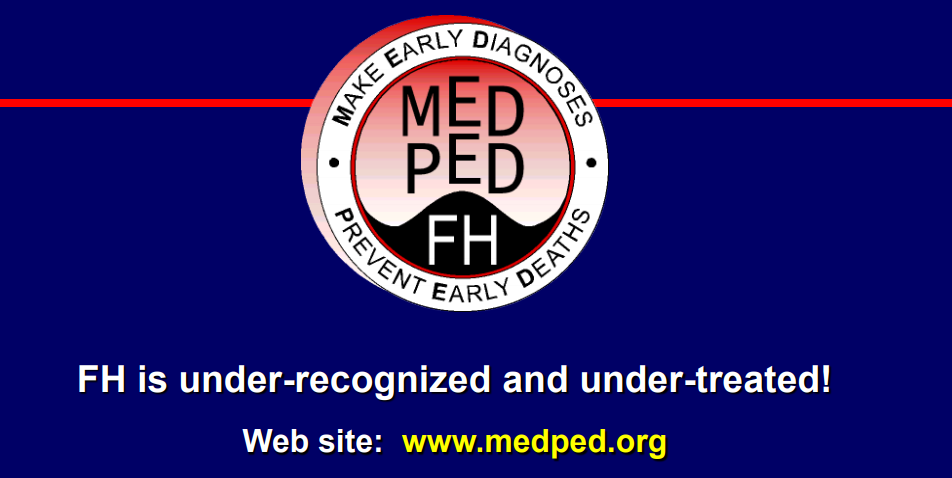 MAKE EARLY DIAGNOSES
MED
PED
FH
PREVENT EARLY DEATHS
FH is under-recognized and under-treated!
Web site: www.medped.org